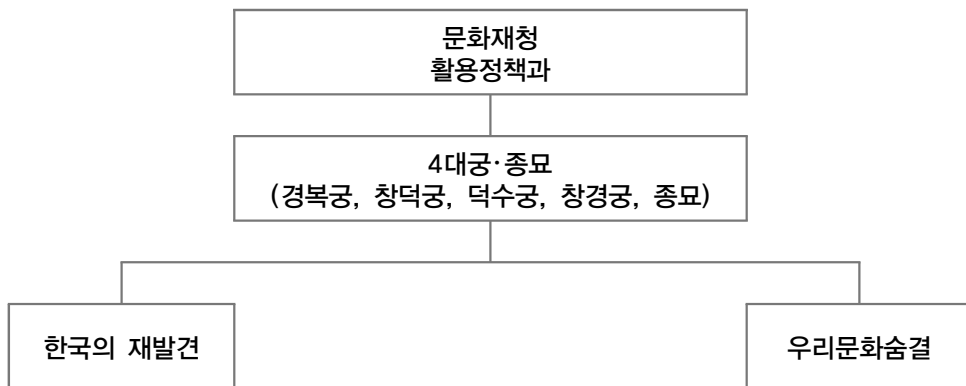 문화재청
활용정책과
4대궁·종묘
(경복궁, 창덕궁, 덕수궁, 창경궁, 종묘)
한국의 재발견
우리문화숨결